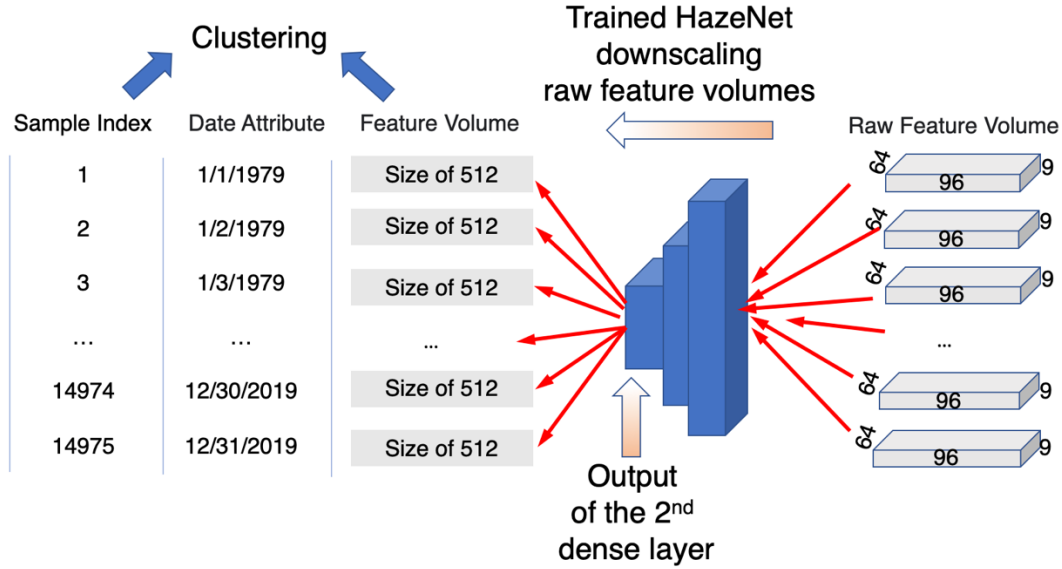 Clustering
Trained HazeNet
downscaling
raw feature volumes
Sample Index Date Attribute Feature Volume Raw Feature Volume
1 1/1/1979 Size of 512 64 96 9
2 1/2/1979 Size of 512 64 96 9
3 1/3/1979 Size of 512 64 96 9
... ... ... ...
14974 12/30/2019 Size of 512 64 96 9
14975 12/31/2019 Size of 512 64 96 9
Output
of the 2nd
dense layer